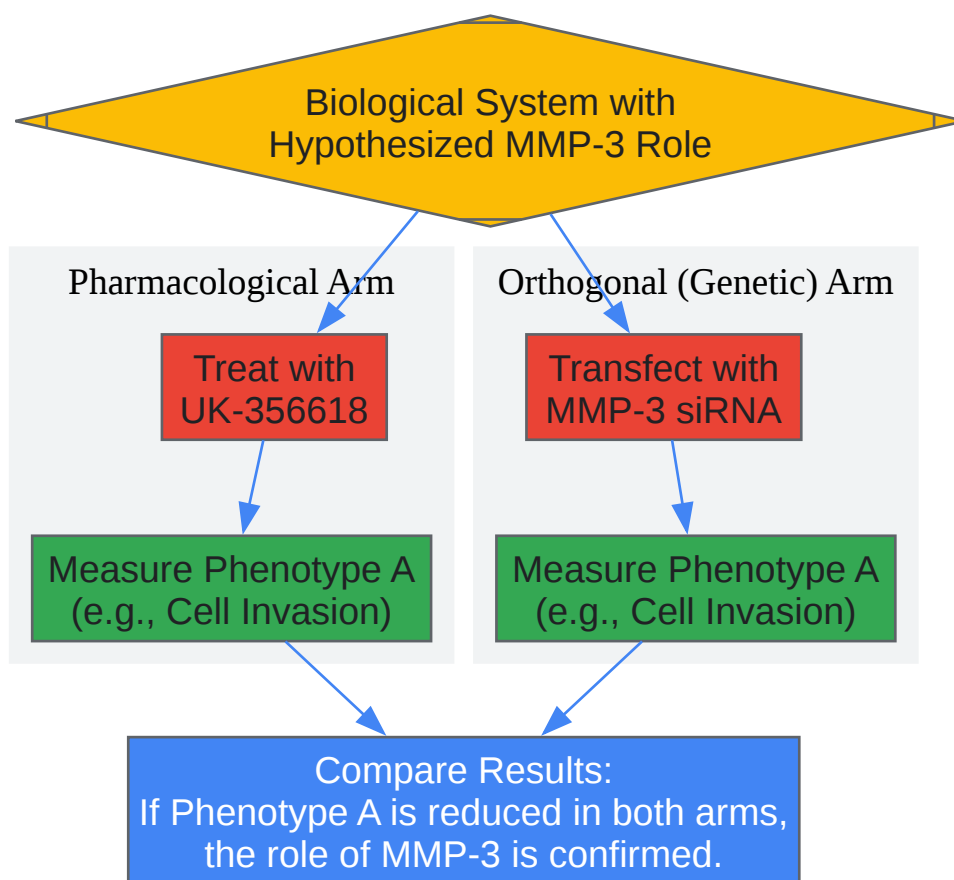 Biological System with
Hypothesized MMP-3 Role
Pharmacological Arm
Orthogonal (Genetic) Arm
Treat with
UK-356618
Transfect with
MMP-3 siRNA
Measure Phenotype A
(e.g., Cell Invasion)
Measure Phenotype A
(e.g., Cell Invasion)
Compare Results:
If Phenotype A is reduced in both arms,
the role of MMP-3 is confirmed.